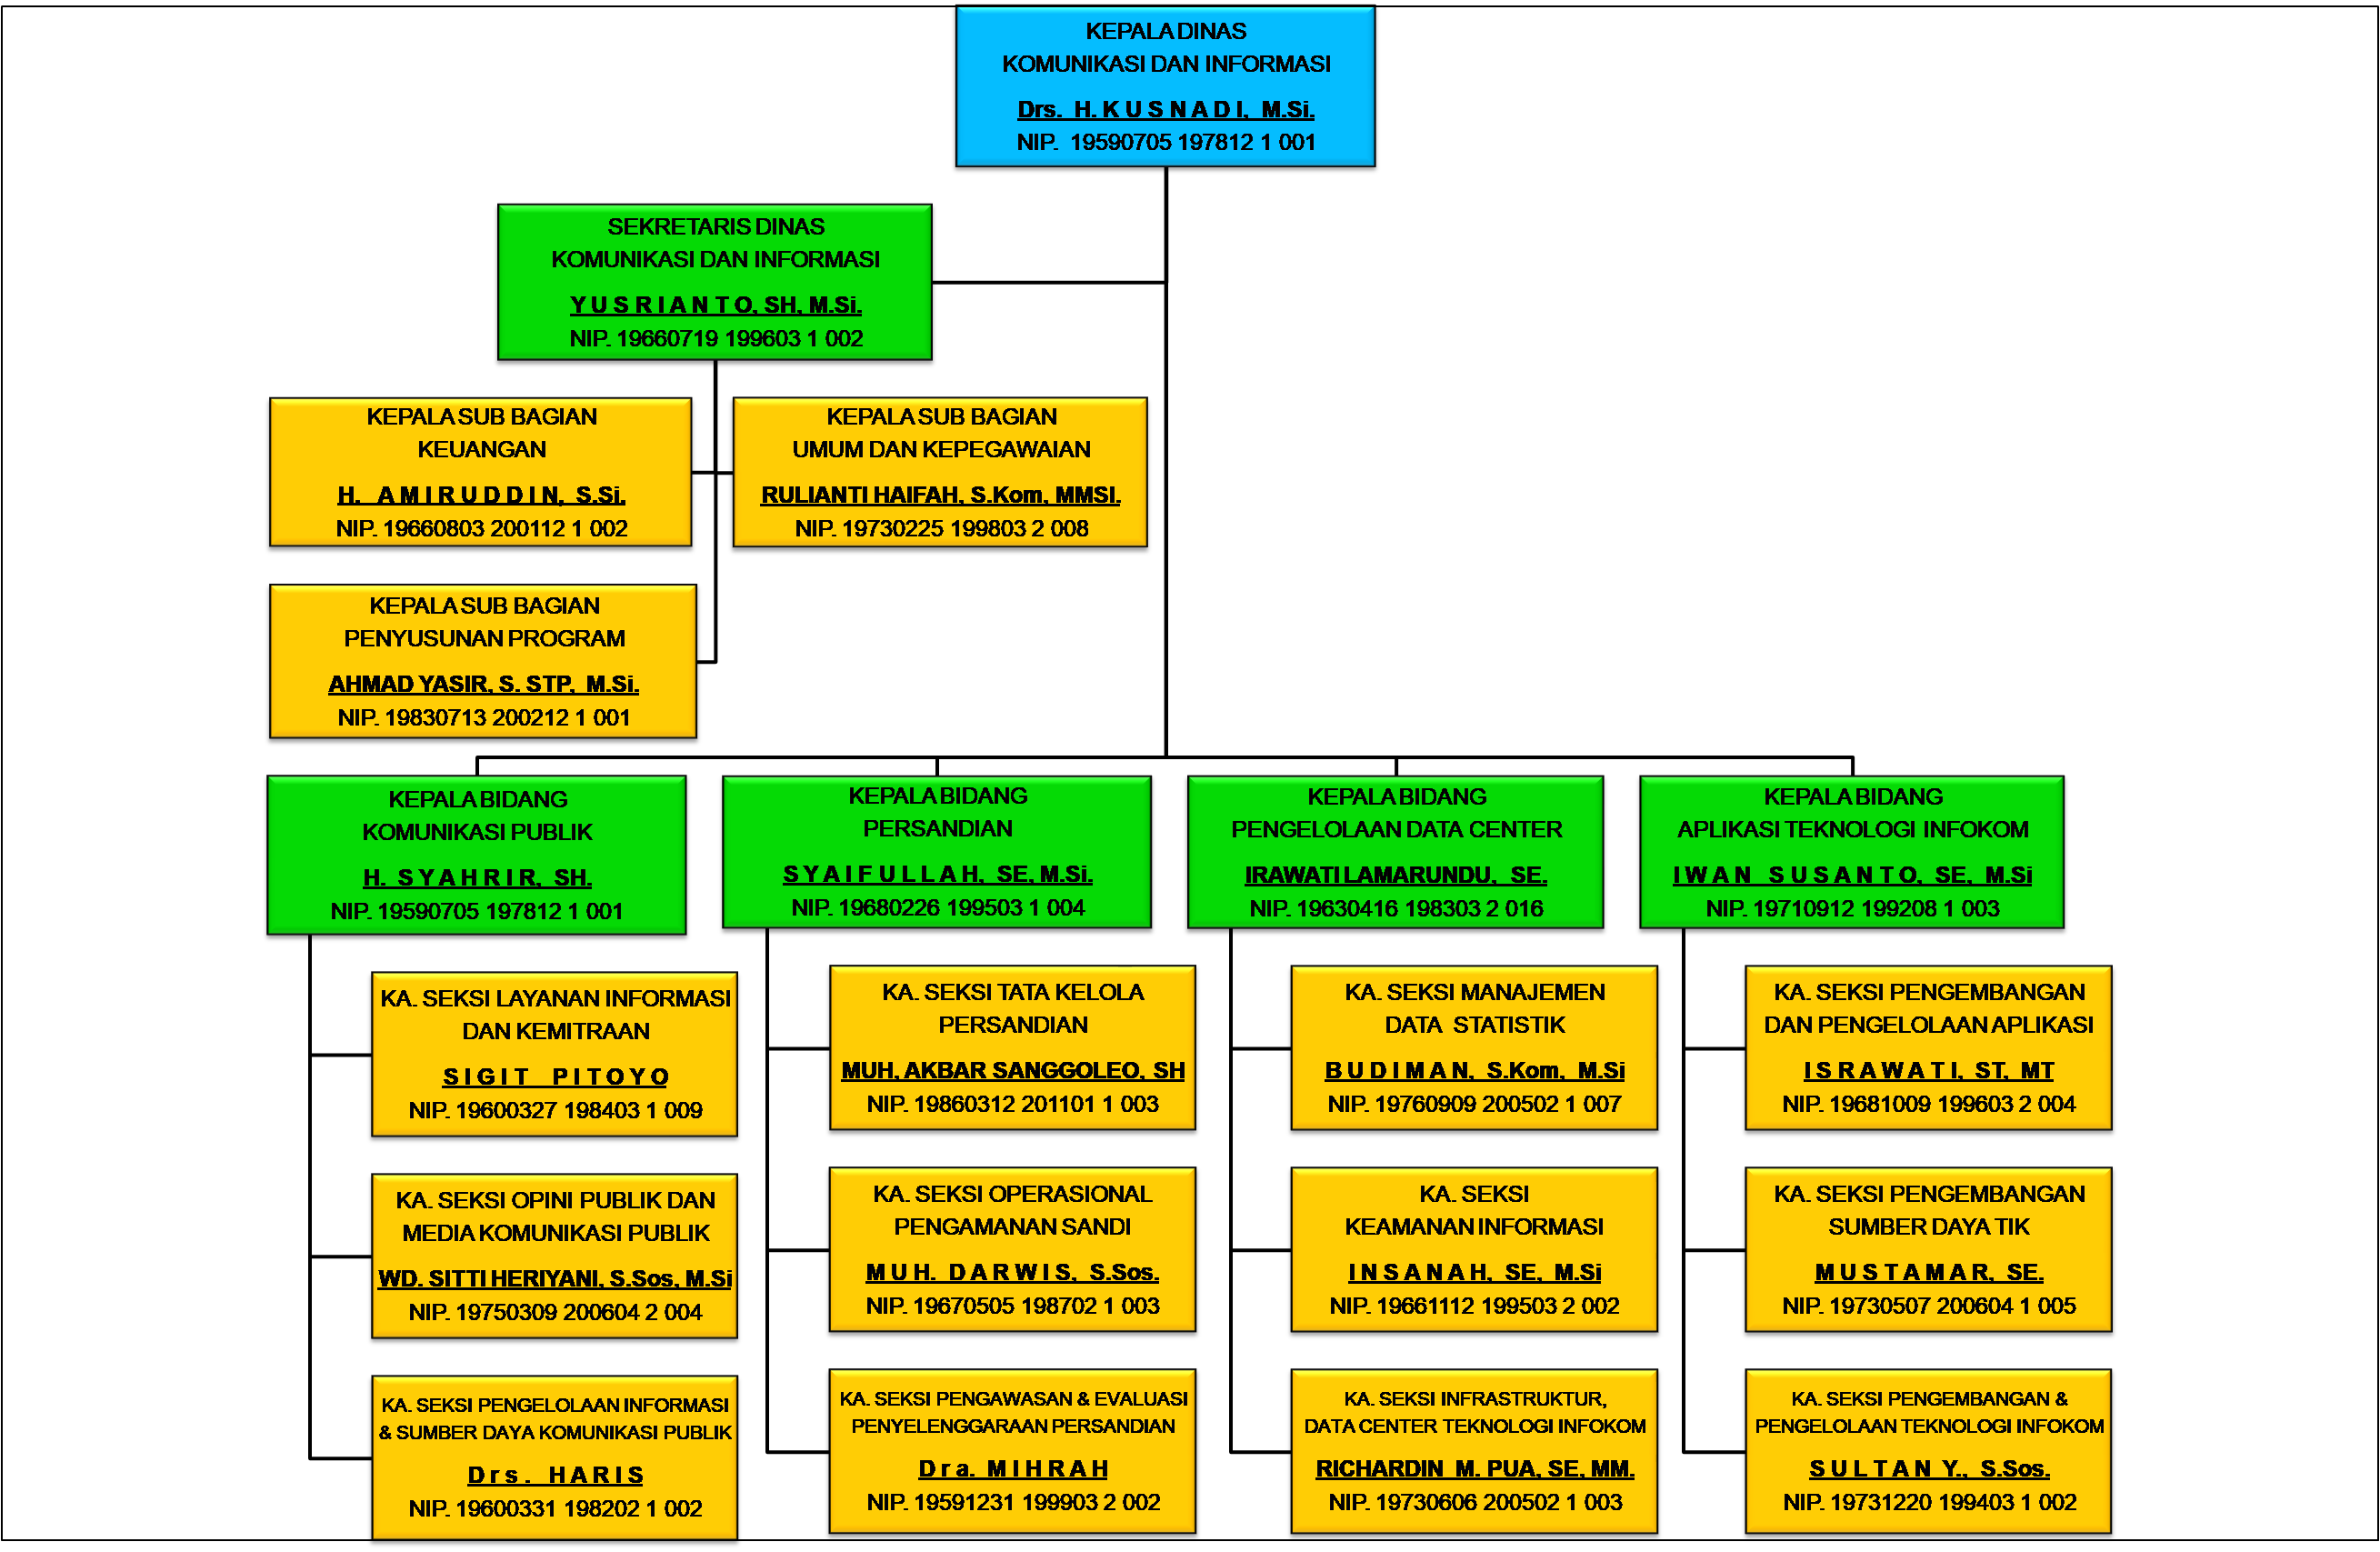 KEPALA DINAS
KOMUNIKASI DAN INFORMASI
Drs. H. K U S N A D I, M.Si.
NIP. 19590705 197812 1 001
SEKRETARIS DINAS
KOMUNIKASI DAN INFORMASI
Y U S R I A N T O, SH, M.Si.
NIP. 19660719 199603 1 002
KEPALA SUB BAGIAN
KEUANGAN
H. A M I R U D D I N, S.Si.
NIP. 19660803 200112 1 002
KEPALA SUB BAGIAN
UMUM DAN KEPEGAWAIAN
RULIANTI HAIFAH, S.Kom, MMSI.
NIP. 19730225 199803 2 008
KEPALA SUB BAGIAN
PENYUSUNAN PROGRAM
AHMAD YASIR, S. STP, M.Si.
NIP. 19830713 200212 1 001
KEPALA BIDANG
KOMUNIKASI PUBLIK
H. S Y A H R I R, SH.
NIP. 19590705 197812 1 001
KEPALA BIDANG
PERSANDIAN
S Y A I F U L L A H, SE, M.Si.
NIP. 19680226 199503 1 004
KEPALA BIDANG
PENGELOLAAN DATA CENTER
IRAWATI LAMARUNDU, SE.
NIP. 19630416 198303 2 016
KEPALA BIDANG
APLIKASI TEKNOLOGI INFOKOM
I W A N S U S A N T O, SE, M.Si
NIP. 19710912 199208 1 003
KA. SEKSI LAYANAN INFORMASI
DAN KEMITRAAN
S I G I T P I T O Y O
NIP. 19600327 198403 1 009
KA. SEKSI TATA KELOLA
PERSANDIAN
MUH, AKBAR SANGGOLEO, SH
NIP. 19860312 201101 1 003
KA. SEKSI MANAJEMEN
DATA STATISTIK
B U D I M A N, S.Kom, M.Si
NIP. 19760909 200502 1 007
KA. SEKSI PENGEMBANGAN
DAN PENGELOLAAN APLIKASI
I S R A W A T I, ST, MT
NIP. 19681009 199603 2 004
KA. SEKSI OPINI PUBLIK DAN
MEDIA KOMUNIKASI PUBLIK
WD. SITTI HERIYANI, S.Sos, M.Si
NIP. 19750309 200604 2 004
KA. SEKSI OPERASIONAL
PENGAMANAN SANDI
M U H. D A R W I S, S.Sos.
NIP. 19670505 198702 1 003
KA. SEKSI
KEAMANAN INFORMASI
I N S A N A H, SE, M.Si
NIP. 19661112 199503 2 002
KA. SEKSI PENGEMBANGAN
SUMBER DAYA TIK
M U S T A M A R, SE.
NIP. 19730507 200604 1 005
KA. SEKSI PENGELOLAAN INFORMASI
& SUMBER DAYA KOMUNIKASI PUBLIK
D r s . H A R I S
NIP. 19600331 198202 1 002
KA. SEKSI PENGAWASAN & EVALUASI
PENYELENGGARAAN PERSANDIAN
D r a. M I H R A H
NIP. 19591231 199903 2 002
KA. SEKSI INFRASTRUKTUR,
DATA CENTER TEKNOLOGI INFOKOM
RICHARDIN M. PUA, SE, MM.
NIP. 19730606 200502 1 003
KA. SEKSI PENGEMBANGAN &
PENGELOLAAN TEKNOLOGI INFOKOM
S U L T A N Y., S.Sos.
NIP. 19731220 199403 1 002